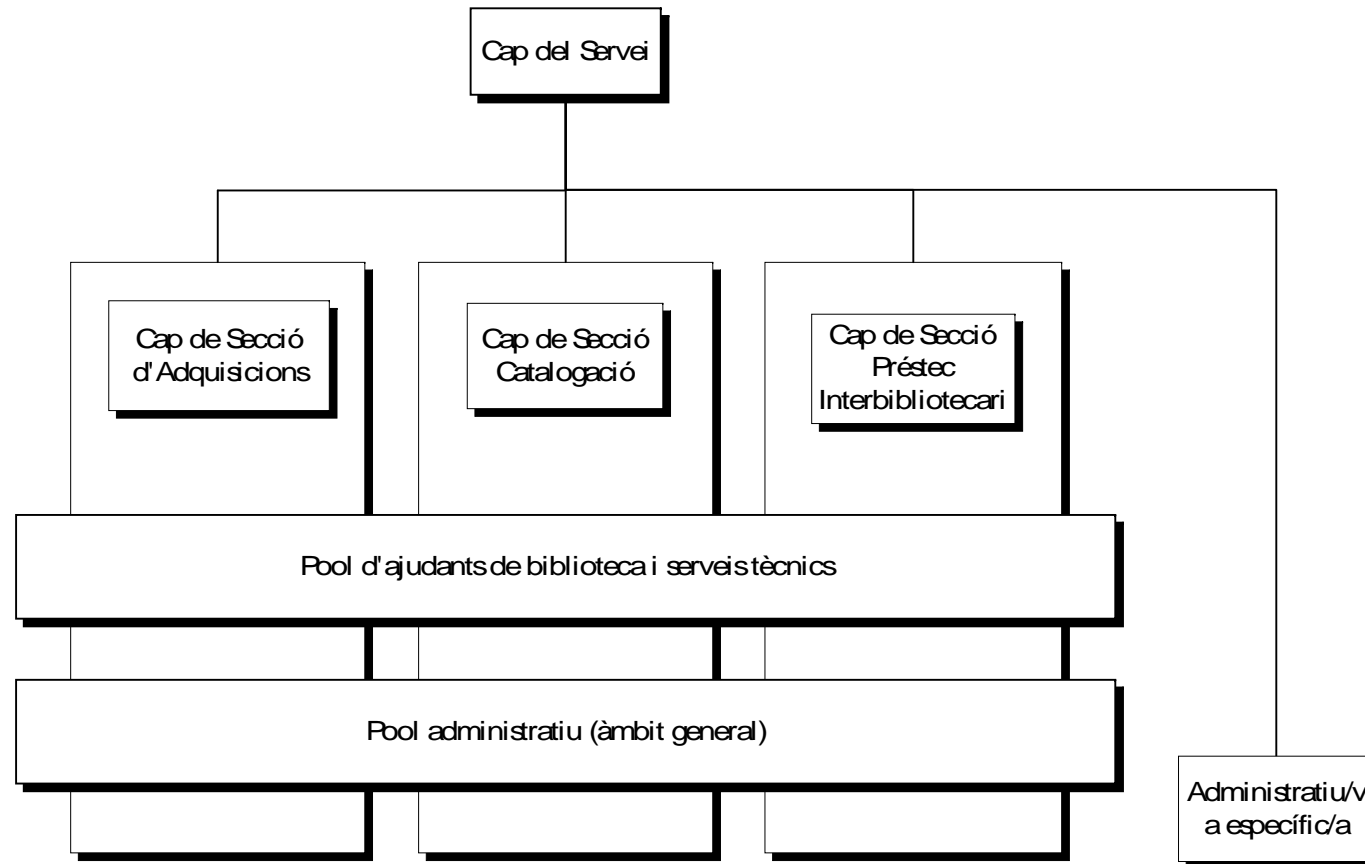 Cap del Servei
Cap de Secció
d'Adquisicions
Cap de Secció
Catalogació
Cap de Secció
Préstec
Interbibliotecari
Pool d'ajudants de biblioteca i serveis tècnics
Pool administratiu (àmbit general)
Administratiu/v
a específic/a